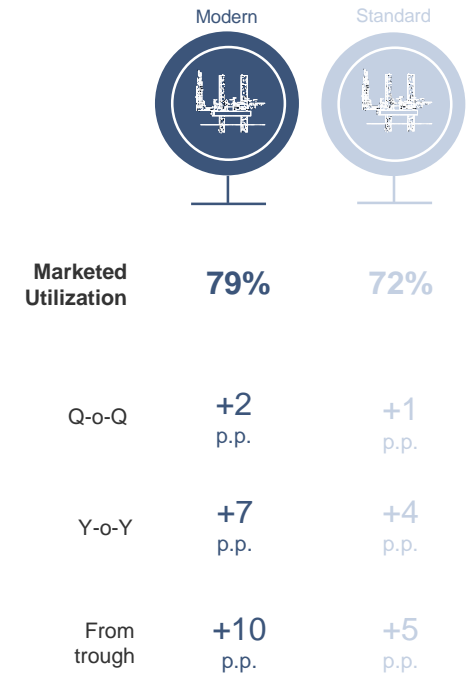 Modern Standard
Marketed
Utilization
79% 72%
Q-o-Q
+2
p.p.
+1
p.p.
Y-o-Y
+7
p.p.
+4
p.p.
From
trough
+10
p.p.
+5
p.p.